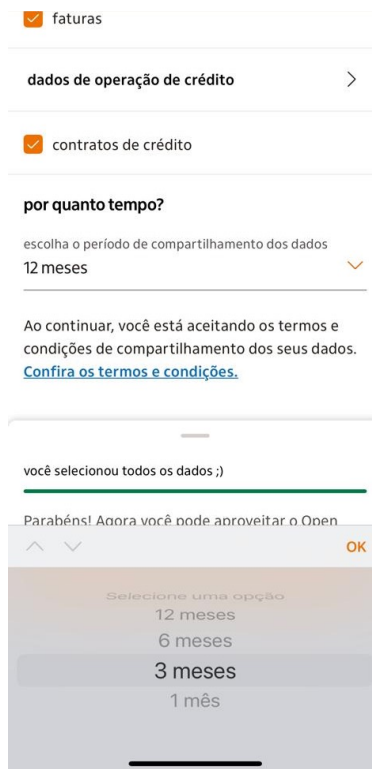 faturas
dados de operação de crédito
contratos de crédito
por quanto tempo?
escolha o período de compartilhamento dos dados
12 meses
Ao continuar, você está aceitando os termos e
condições de compartilhamento dos seus dados.
Confira os termos e condições.
você selecionou todos os dados ;)
Parabéns! Agora você pode aproveitar o Open
OK
Selecione uma opção
12 meses
6 meses
3 meses
1 mês